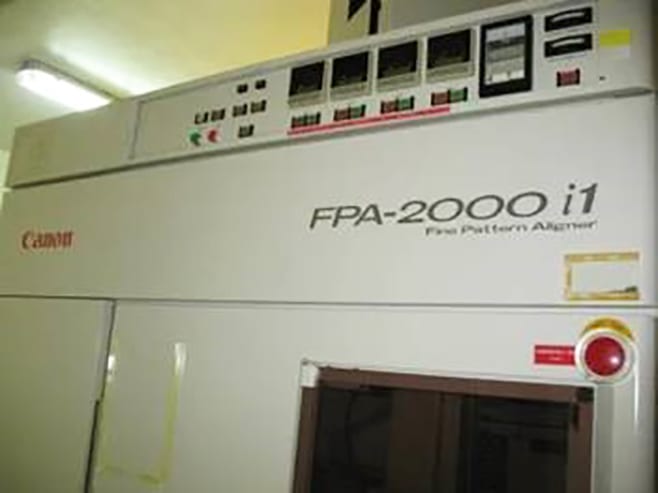 FPA-2000 i1
Fine Pattern Aligner
Canon